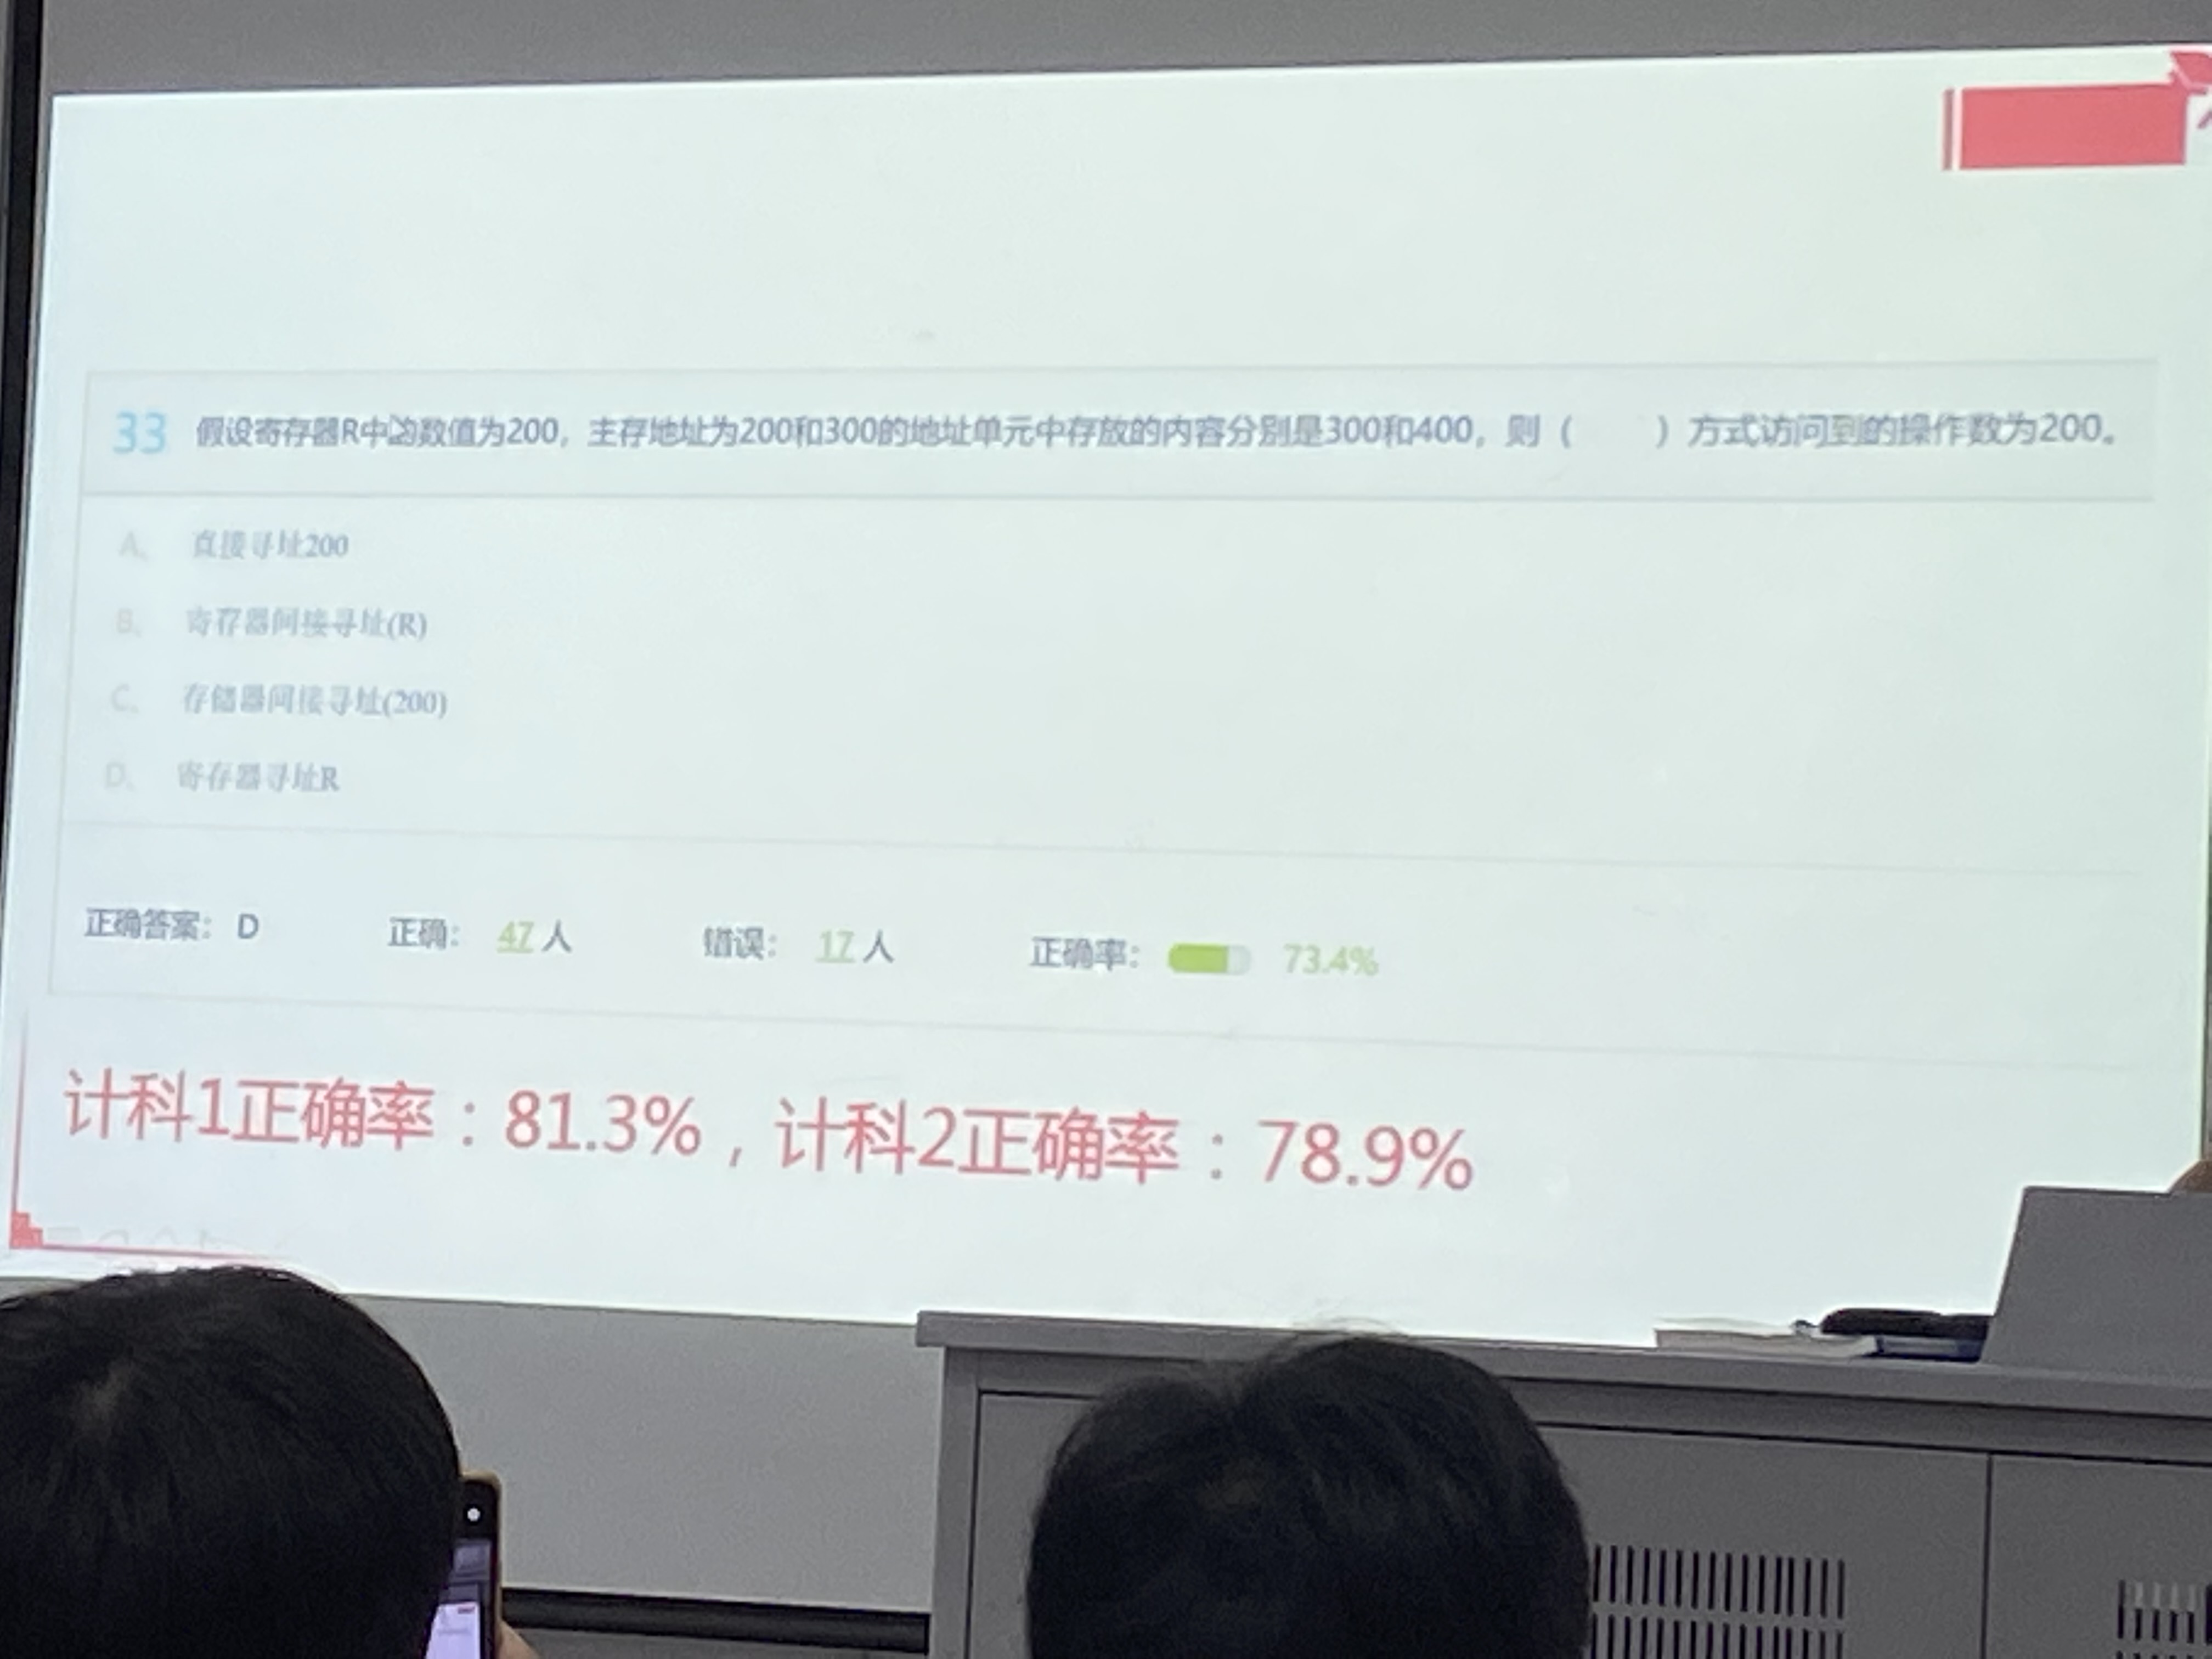 33 假设寄存器R中的数值为200，主存地址为200和300的地址单元中存放的内容分别是300和400，则（ ）方式访问到的操作数为200。
A、 直接寻址200
B、 寄存器间接寻址(R)
C、 存储器间接寻址(200)
D、 寄存器寻址R
正确答案： D 正确： 47人 错误： 17人 正确率： 73.4%
计科1正确率：81.3%，计科2正确率：78.9%